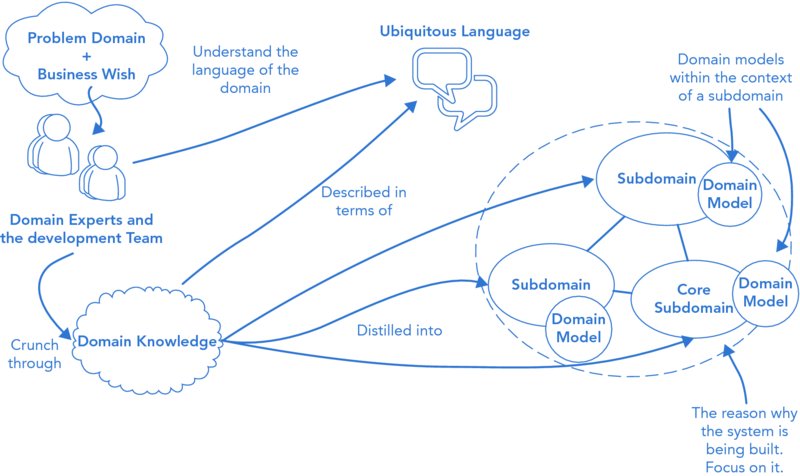 Problem Domain
+
Business Wish
Understand the
language of the
domain
Ubiquitous Language
Domain models
within the context
of a subdomain
Domain Experts and
the development Team
Described in
terms of
Subdomain
Domain
Model
Subdomain
Domain
Model
Core
Subdomain
Domain
Model
Crunch
through
Domain Knowledge
Distilled into
The reason why
the system is
being built.
Focus on it.